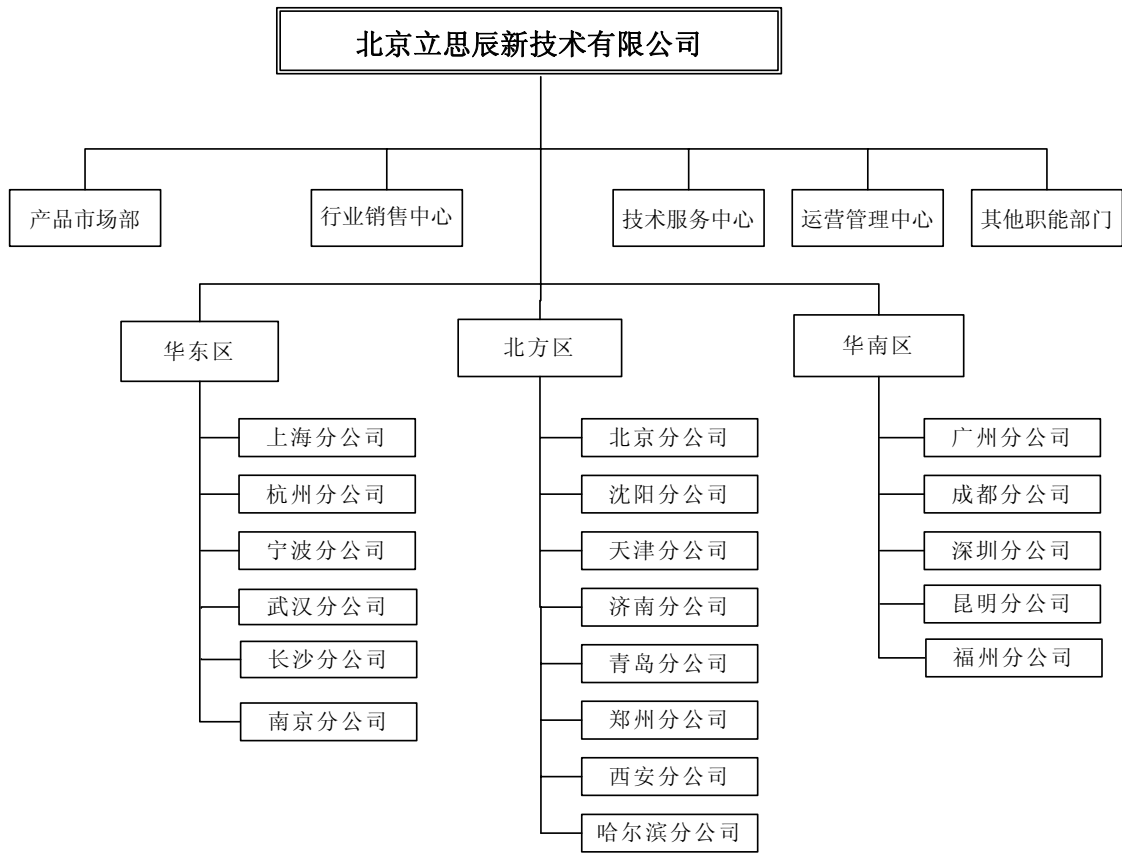 北京立思辰新技术有限公司
产品市场部
行业销售中心
技术服务中心
运营管理中心
其他职能部门
华东区
北方区
华南区
上海分公司
杭州分公司
宁波分公司
武汉分公司
长沙分公司
南京分公司
北京分公司
沈阳分公司
天津分公司
济南分公司
青岛分公司
郑州分公司
西安分公司
哈尔滨分公司
广州分公司
成都分公司
深圳分公司
昆明分公司
福州分公司